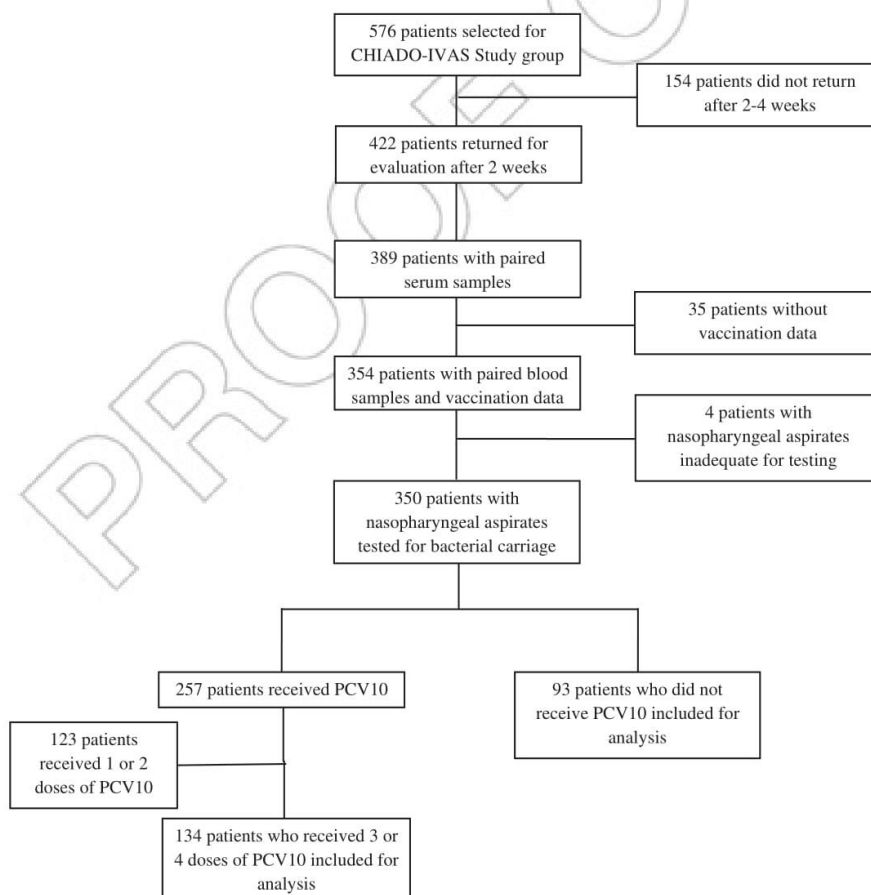 576 patients selected for
CHIADO-IVAS Study group
154 patients did not return
after 2-4 weeks
422 patients returned for
evaluation after 2 weeks
389 patients with paired
serum samples
35 patients without
vaccination data
354 patients with paired blood
samples and vaccination data
4 patients with
nasopharyngeal aspirates
inadequate for testing
350 patients with
nasopharyngeal aspirates
tested for bacterial carriage
257 patients received PCV10
93 patients who did not
receive PCV10 included for
analysis
123 patients
received 1 or 2
doses of PCV10
134 patients who received 3 or
4 doses of PCV10 included for
analysis
PROO